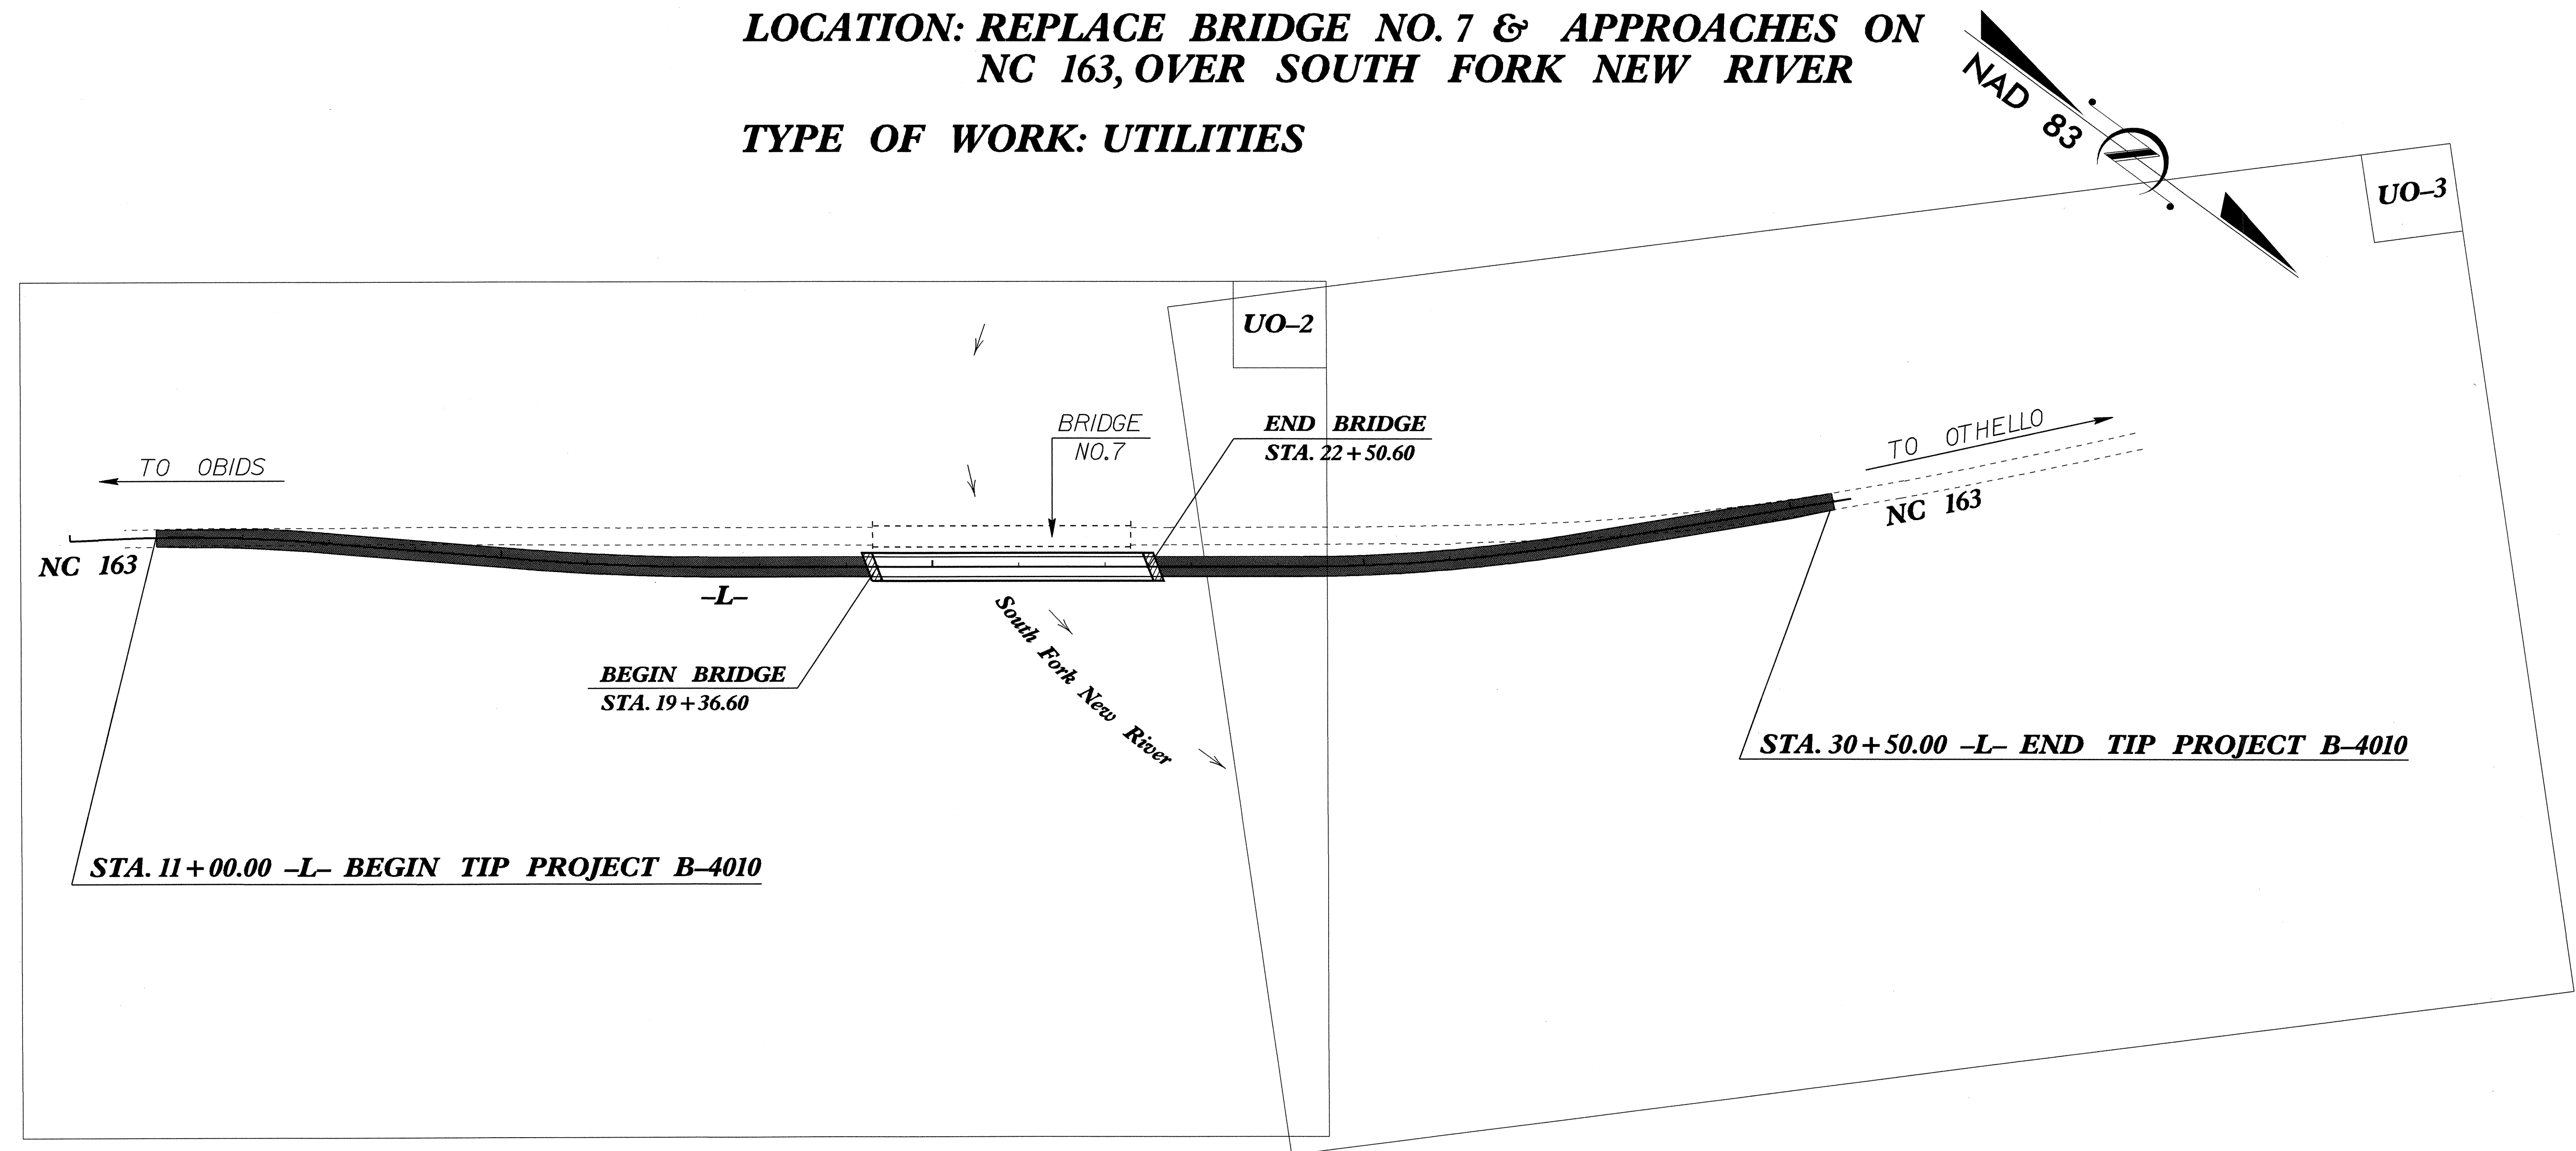 LOCATION: REPLACE BRIDGE NO. 7 & APPROACHES ON
NC 163, OVER SOUTH FORK NEW RIVER
TYPE OF WORK: UTILITIES
NAD 83
UO-3
UO-2
BRIDGE
NO.7
END BRIDGE
STA. 22+50.60
TO OBIDS
TO OTHELLO
NC 163
NC 163
-L-
BEGIN BRIDGE
STA. 19+36.60
South Fork New River
STA. 30+50.00 -L- END TIP PROJECT B-4010
STA. 11+00.00 -L- BEGIN TIP PROJECT B-4010